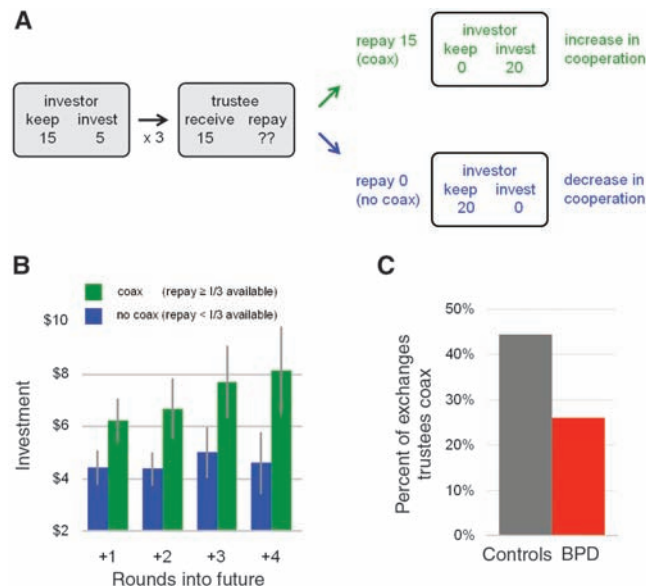 A
investor
keep invest
15 5
x 3
trustee
receive repay
15 ??
repay 15
(coax)
investor
keep invest
0 20
increase in
cooperation
repay 0
(no coax)
investor
keep invest
20 0
decrease in
cooperation
B
coax (repay ≥ 1/3 available)
no coax (repay < 1/3 available)
Investment
$10
$8
$6
$4
$2
+1 +2 +3 +4
Rounds into future
C
Percent of exchanges
trustees coax
50%
40%
30%
20%
10%
0%
Controls BPD